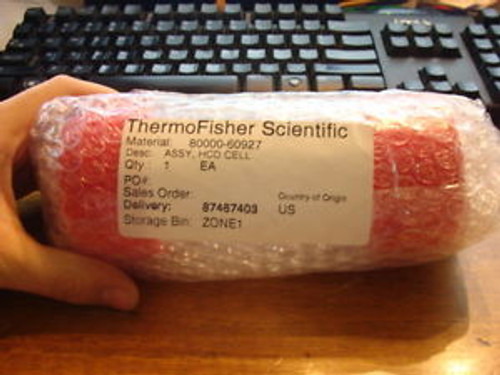 ThermoFisher Scientific
Material: 80000-60927
Desc: ASSY, HCD CELL
Qty : 1 EA
PO#
Sales Order: Country of Origin
Delivery: 87467403 US
Storage Bin: ZONE1